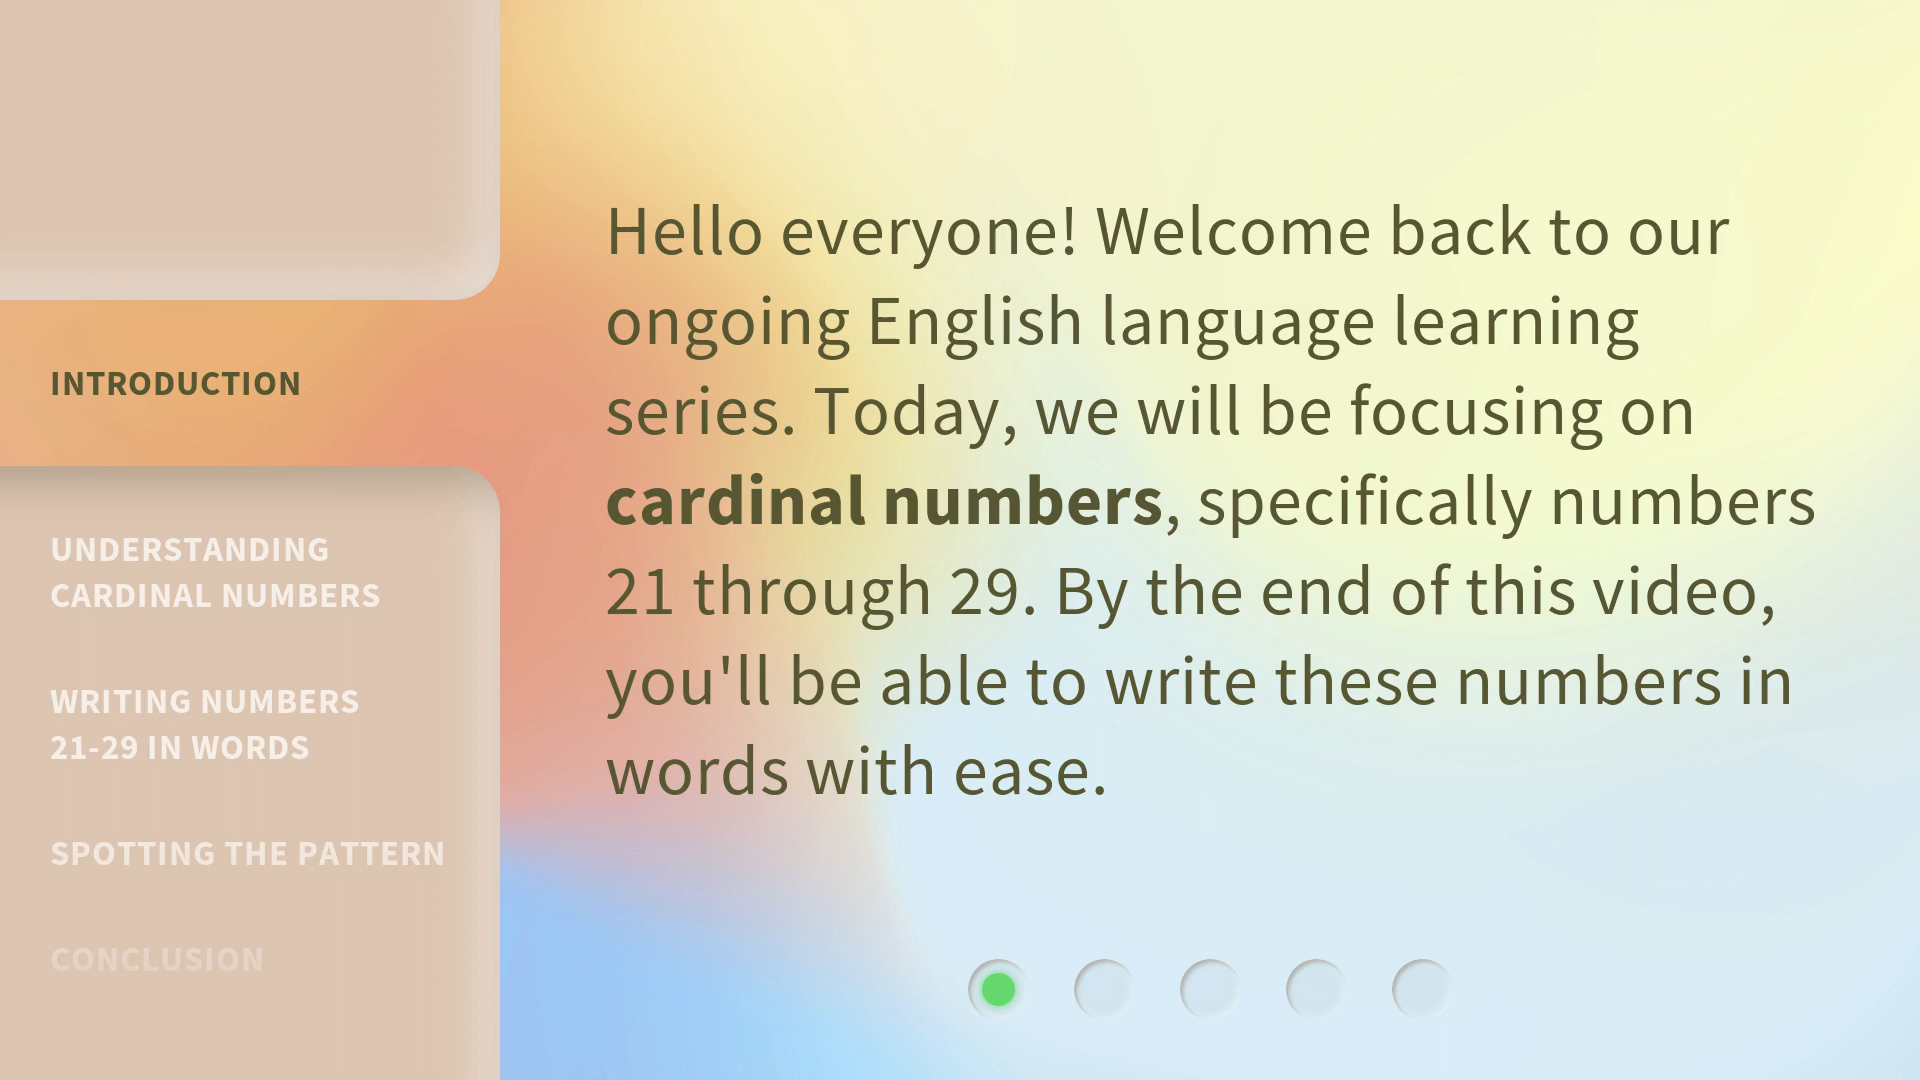 INTRODUCTION
UNDERSTANDING
CARDINAL NUMBERS
WRITING NUMBERS
21-29 IN WORDS
SPOTTING THE PATTERN
CONCLUSION
Hello everyone! Welcome back to our
ongoing English language learning
series. Today, we will be focusing on
cardinal numbers, specifically numbers
21 through 29. By the end of this video,
you'll be able to write these numbers in
words with ease.